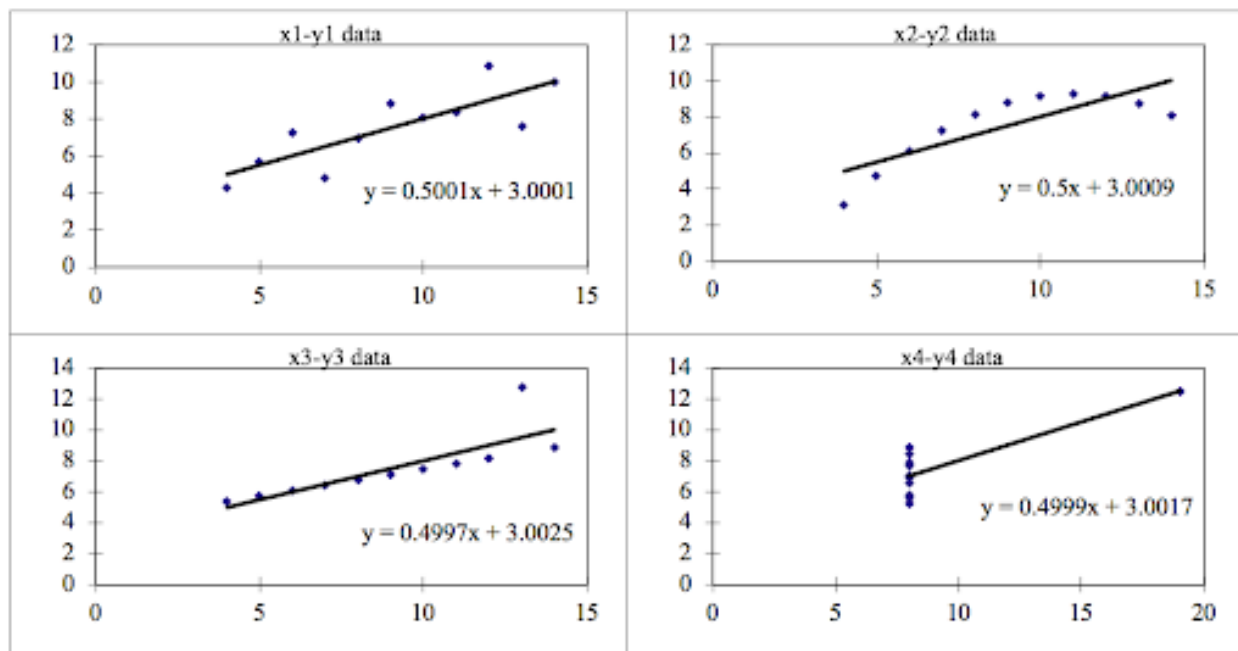 x1-y1 data
12
10
8
6
4
2
0
y = 0.5001x + 3.0001
0 5 10 15
x2-y2 data
12
10
8
6
4
2
0
y = 0.5x + 3.0009
0 5 10 15
x3-y3 data
14
12
10
8
6
4
2
0
y = 0.4997x + 3.0025
0 5 10 15
x4-y4 data
14
12
10
8
6
4
2
0
y = 0.4999x + 3.0017
0 5 10 15 20